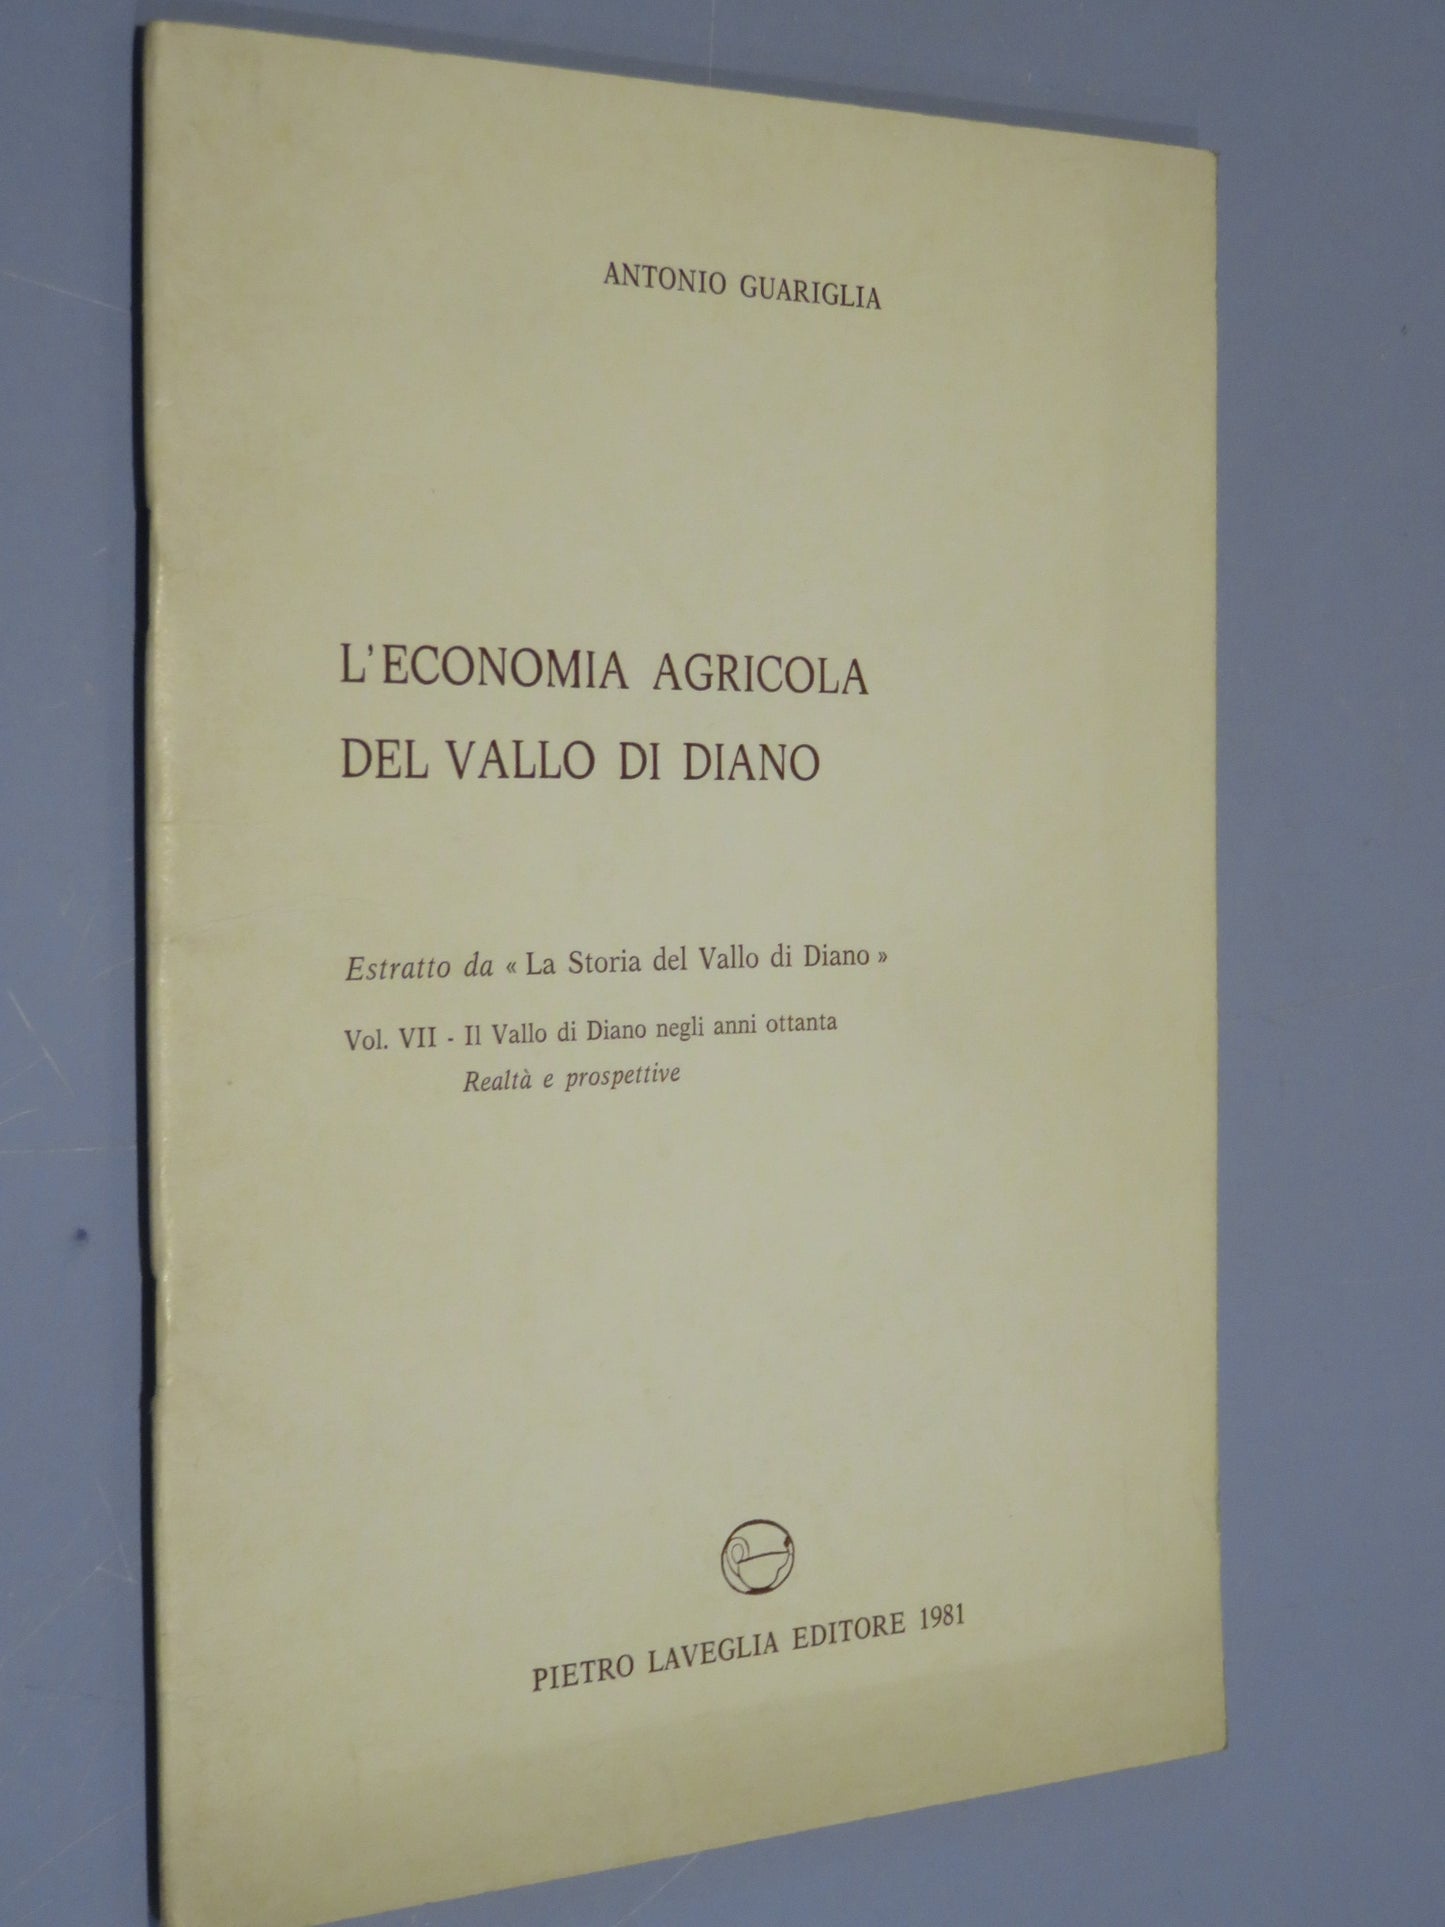 ANTONIO GUARIGLIA
L'ECONOMIA AGRICOLA
DEL VALLO DI DIANO
Estratto da « La Storia del Vallo di Diano »
Vol. VII - Il Vallo di Diano negli anni ottanta
Realtà e prospettive
PIETRO LAVEGLIA EDITORE 1981